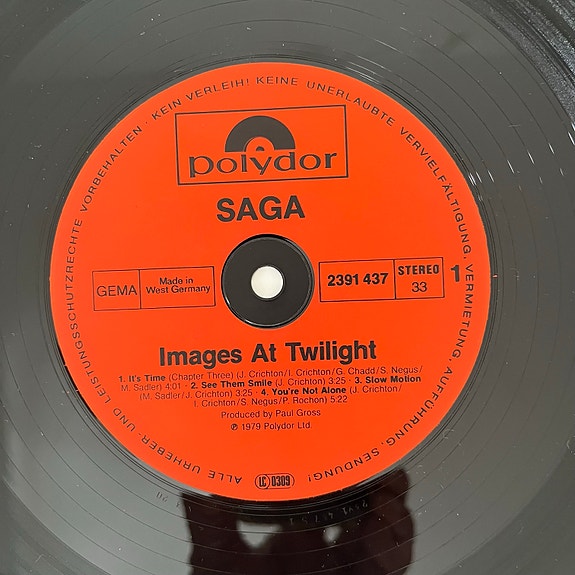 ALLE URHEBER- UND LEISTUNGSSCHUTZRECHTE VORBEHALTEN · KEIN VERLEIH! KEINE UNERLAUBTE VERVIELFÄLTIGUNG, VERMIETUNG, AUFFÜHRUNG, SENDUNG!
polydor
SAGA
GEMA
Made in
West Germany
2391 437
STEREO
33
1
Images At Twilight
1. It's Time (Chapter Three) (J. Crichton/I. Crichton/G. Chadd/S. Negus/
M. Sadler) 4:01 · 2. See Them Smile (J. Crichton) 3:25 · 3. Slow Motion
(M. Sadler/J. Crichton) 3:25 · 4. You're Not Alone (J. Crichton/
I. Crichton/S. Negus/P. Rochon) 5:22
Produced by Paul Gross
℗ 1979 Polydor Ltd.
LC 0309